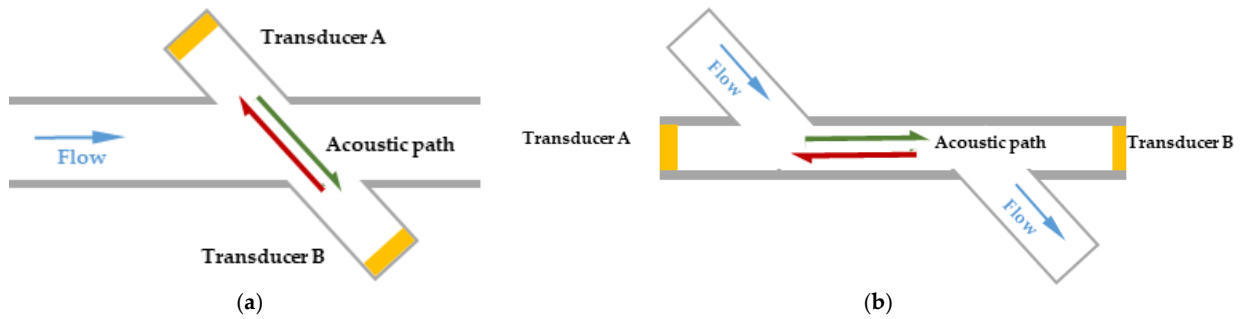 Transducer A
Flow
Acoustic path
Transducer B
(a)
Flow
Transducer A
Acoustic path
Transducer B
Flow
(b)